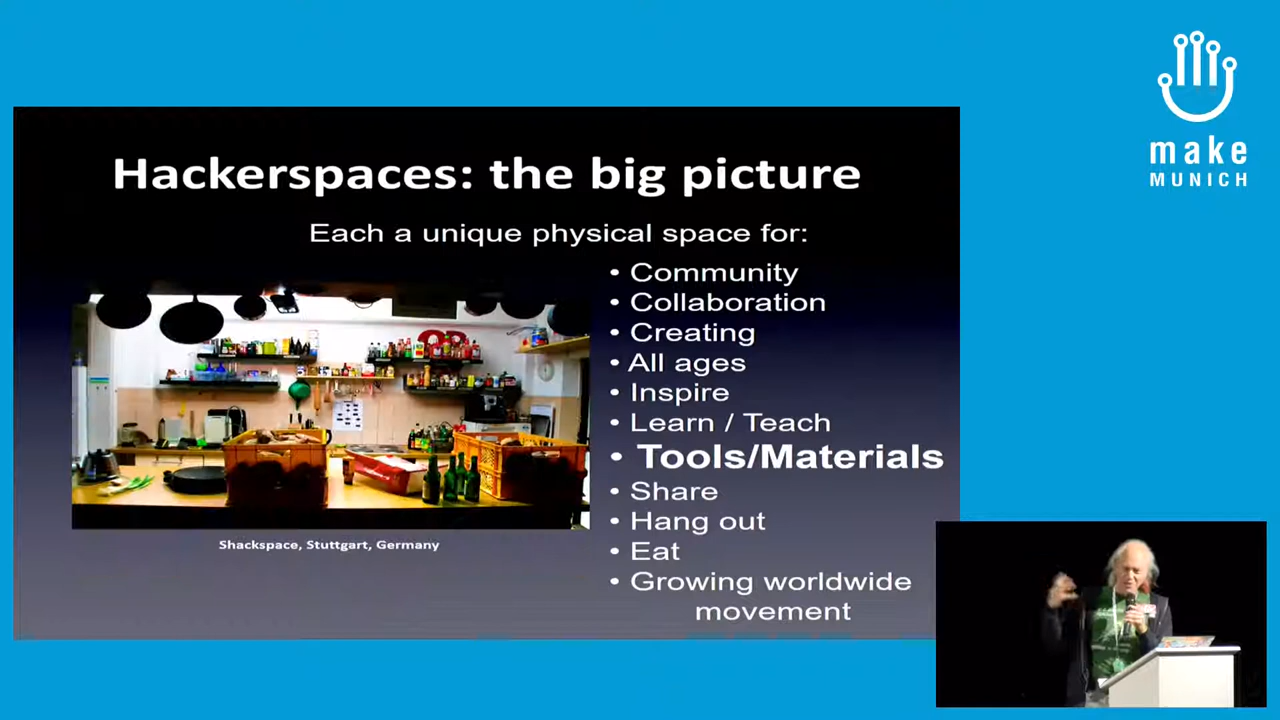 make
MUNICH
Hackerspaces: the big picture
Each a unique physical space for:
• Community
• Collaboration
• Creating
• All ages
• Inspire
• Learn / Teach
• Tools/Materials
• Share
• Hang out
• Eat
• Growing worldwide
movement
Shackspace, Stuttgart, Germany